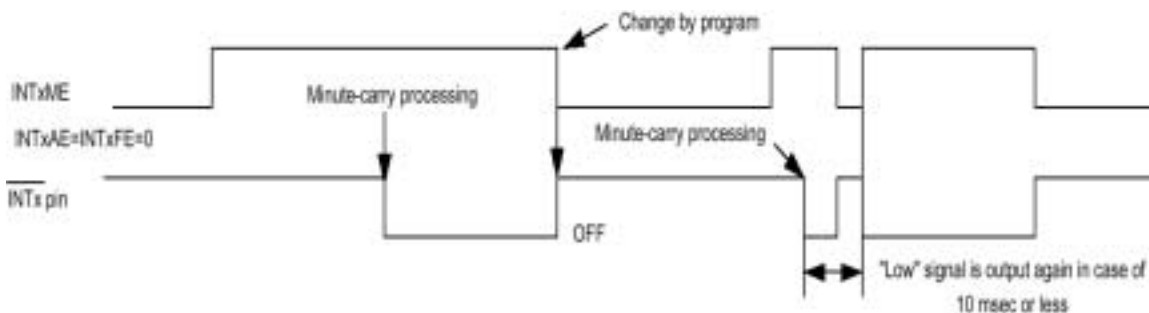 Change by program
INTxME
Minute-carry processing
INTxAE=INTxFE=0
Minute-carry processing
INTx pin
OFF
"Low" signal is output again in case of
10 msec or less